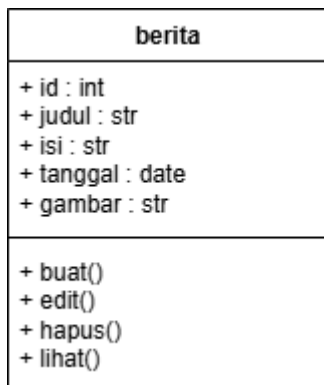 berita
+ id : int
+ judul : str
+ isi : str
+ tanggal : date
+ gambar : str
+ buat()
+ edit()
+ hapus()
+ lihat()